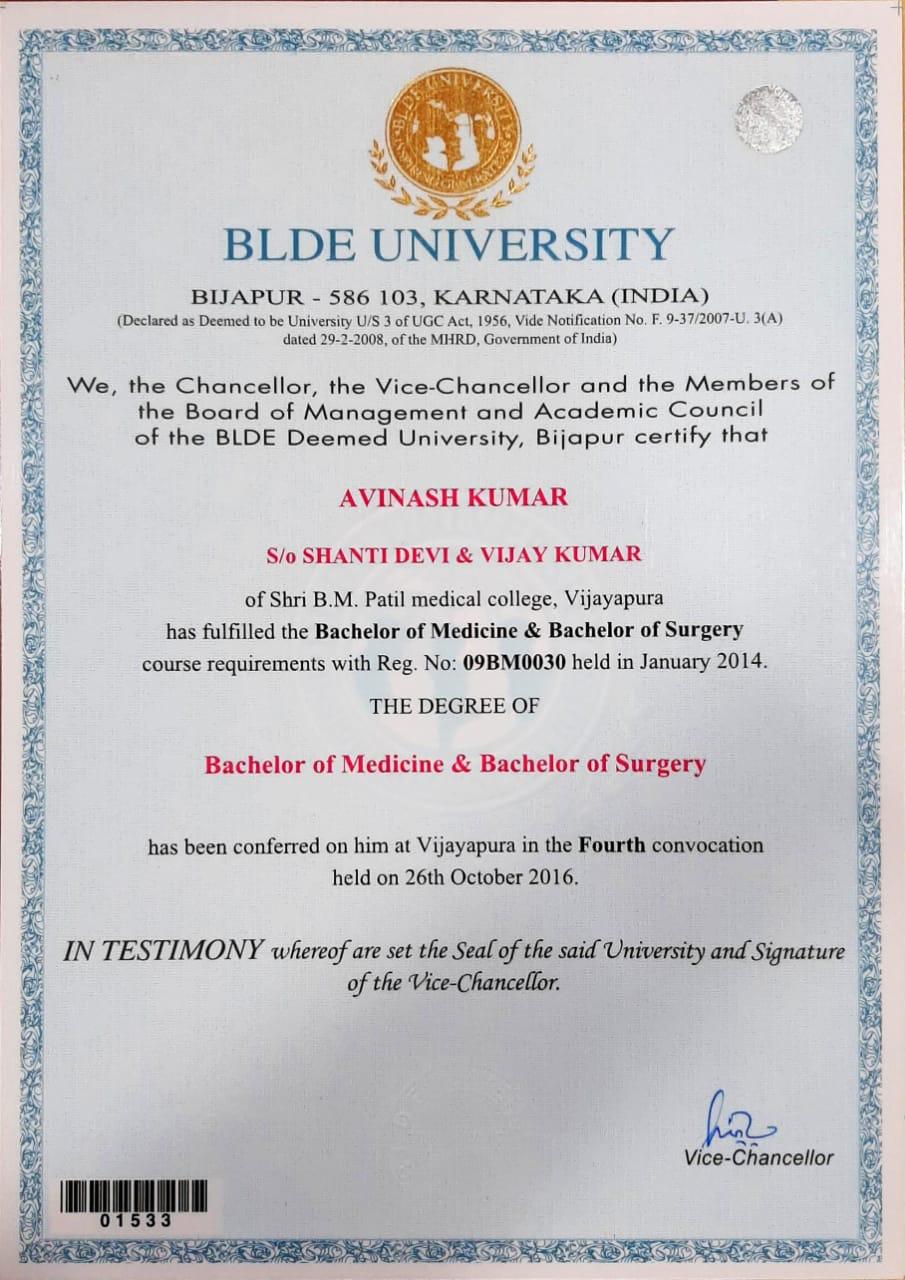 BLDE UNIVERSITY
BLDE UNIVERSITY
BIJAPUR - 586 103, KARNATAKA (INDIA)
(Declared as Deemed to be University U/S 3 of UGC Act, 1956, Vide Notification No. F. 9-37/2007-U. 3(A)
dated 29-2-2008, of the MHRD, Government of India)
We, the Chancellor, the Vice-Chancellor and the Members of
the Board of Management and Academic Council
of the BLDE Deemed University, Bijapur certify that
AVINASH KUMAR
S/o SHANTI DEVI & VIJAY KUMAR
of Shri B.M. Patil medical college, Vijayapura
has fulfilled the Bachelor of Medicine & Bachelor of Surgery
course requirements with Reg. No: 09BM0030 held in January 2014.
THE DEGREE OF
Bachelor of Medicine & Bachelor of Surgery
has been conferred on him at Vijayapura in the Fourth convocation
held on 26th October 2016.
IN TESTIMONY whereof are set the Seal of the said University and Signature
of the Vice-Chancellor.
Vice-Chancellor
01533